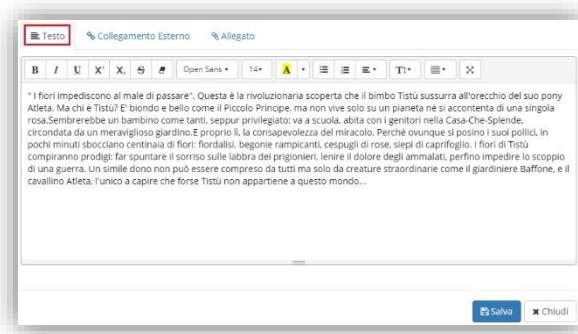 Testo Collegamento Esterno Allegato
B I U X² X₂ S Open Sans 14 A T I
" I fiori impediscono al male di passare". Questa è la rivoluzionaria scoperta che il bimbo Tistù sussurra all'orecchio del suo pony
Atleta. Ma chi è Tistù? E' biondo e bello come il Piccolo Principe, ma non vive solo su un pianeta nè si accontenta di una singola
rosa.Sembrerebbe un bambino come tanti, seppur privilegiato: va a scuola, abita con i genitori nella Casa-Che-Splende,
circondata da un meraviglioso giardino.E proprio lì, la consapevolezza del miracolo. Perché ovunque si posino i suoi pollici, in
pochi minuti sbocciano centinaia di fiori: fiordalisi, begonie rampicanti, cespugli di rose, siepi di caprifoglio. I fiori di Tistù
compiranno prodigi: far spuntare il sorriso sulle labbra dei prigionieri, lenire il dolore degli ammalati, perfino impedire lo scoppio
di una guerra. Un simile dono non può essere compreso da tutti ma solo da creature straordinarie come il giardiniere Baffone, e il
cavallino Atleta, l'unico a capire che forse Tistù non appartiene a questo mondo...
Salva Chiudi